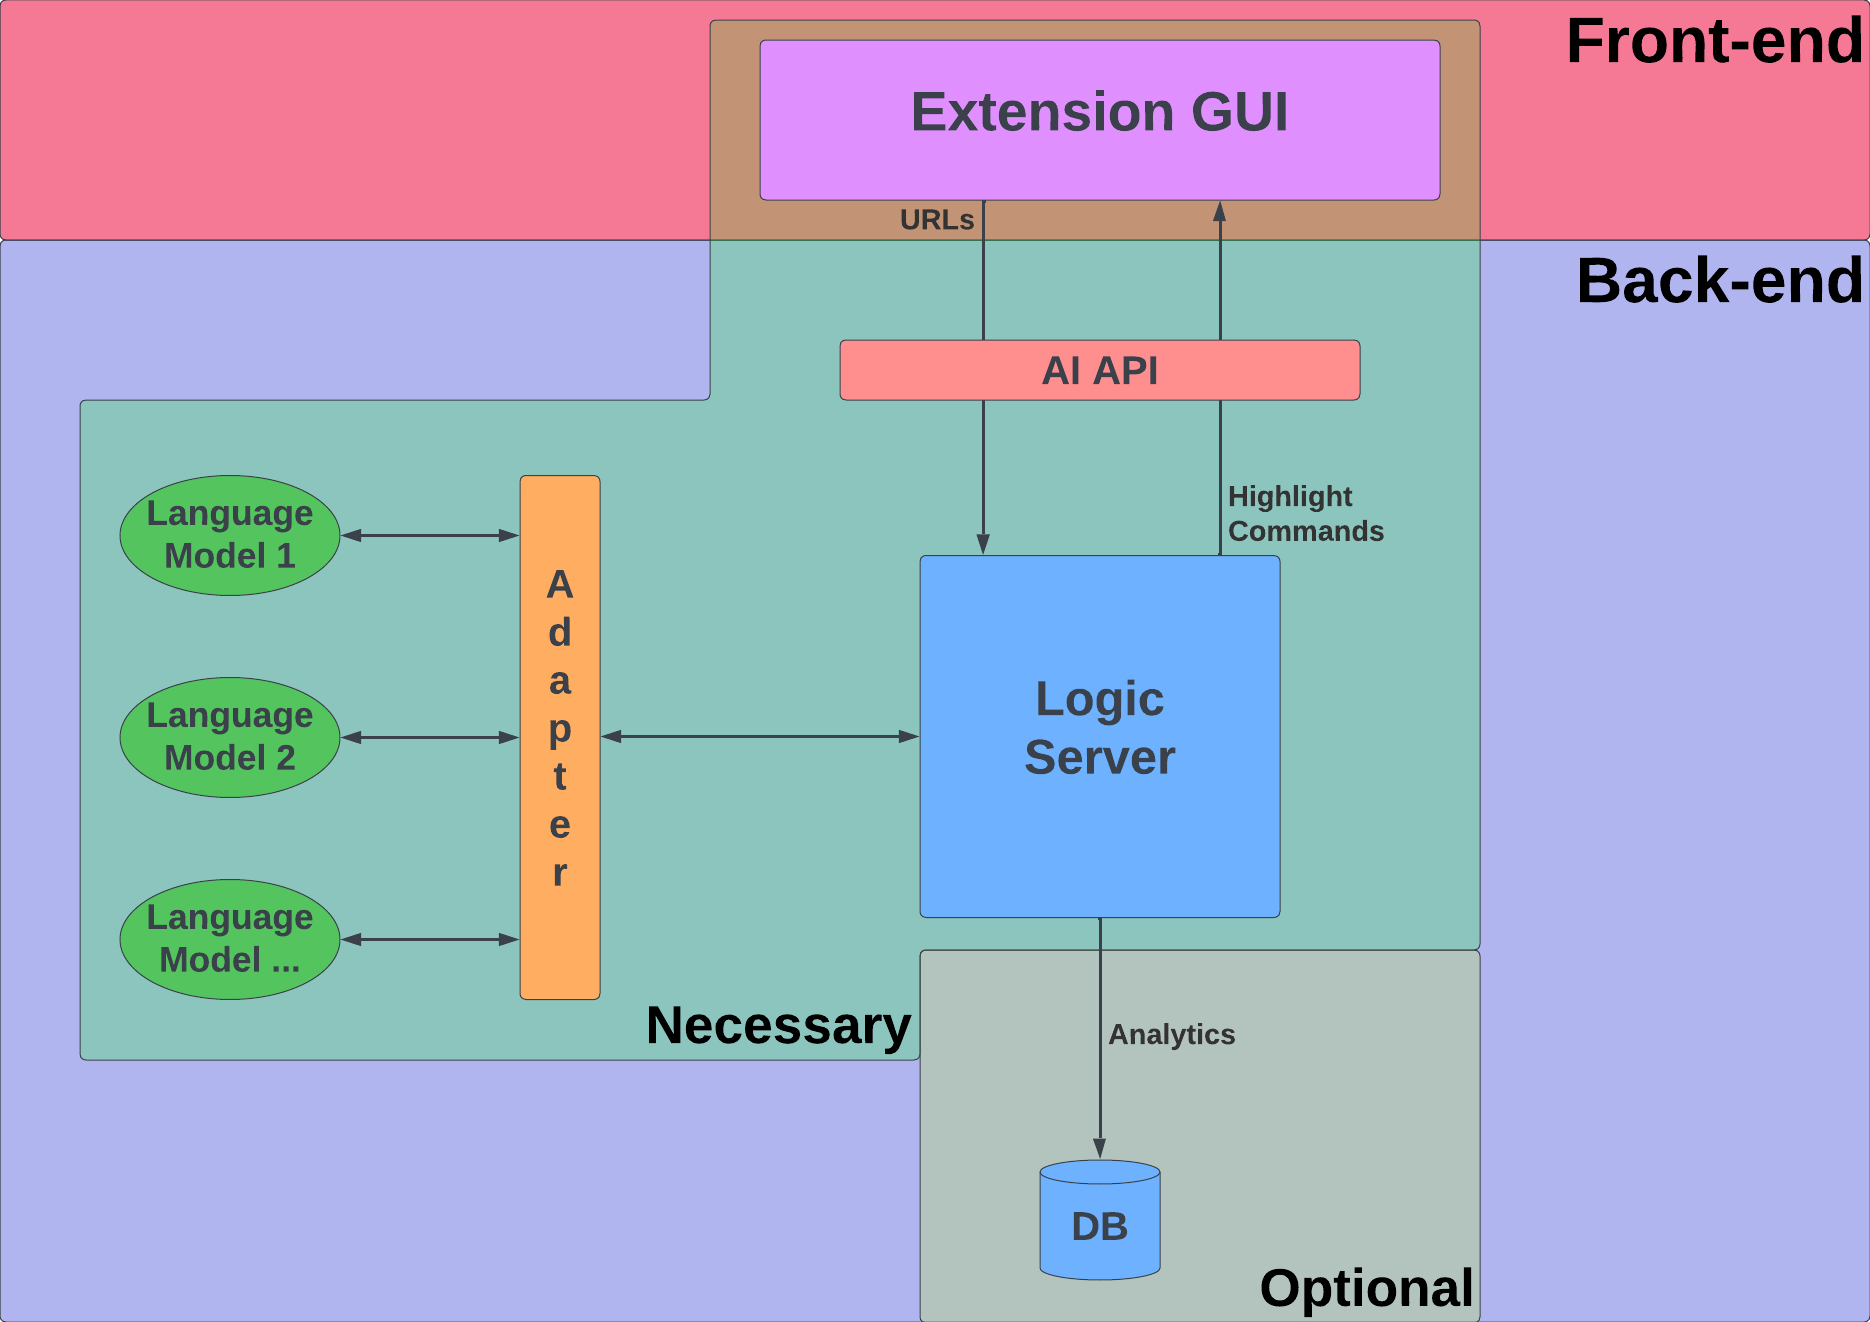 Front-end
Extension GUI
URLs
Back-end
AI API
Highlight
Commands
Language
Model 1
Language
Model 2
Language
Model ...
A
d
a
p
t
e
r
Logic
Server
Necessary
Analytics
DB
Optional